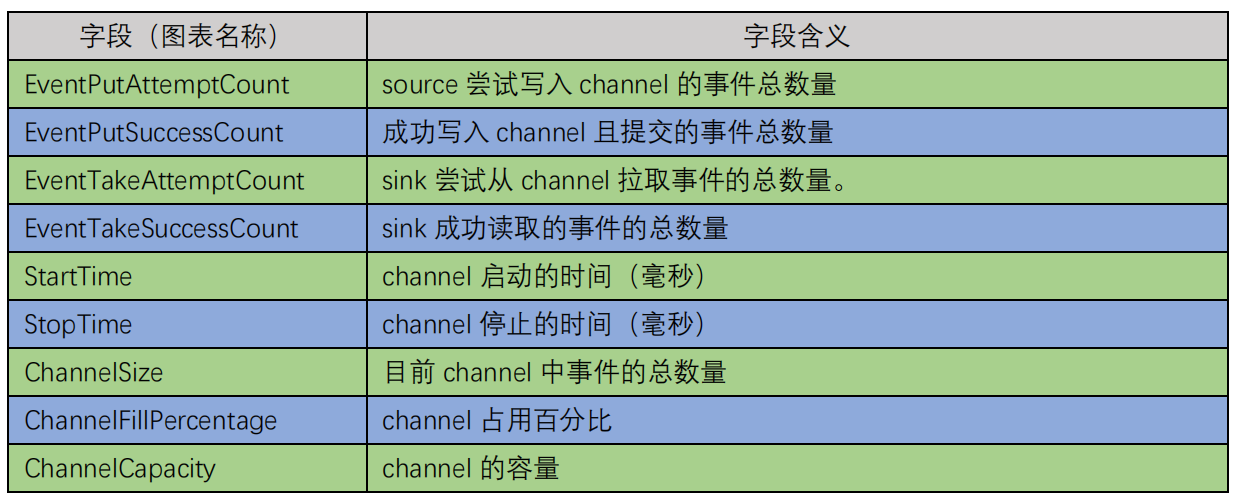 字段（图表名称） 字段含义
EventPutAttemptCount source 尝试写入 channel 的事件总数量
EventPutSuccessCount 成功写入 channel 且提交的事件总数量
EventTakeAttemptCount sink 尝试从 channel 拉取事件的总数量。
EventTakeSuccessCount sink 成功读取的事件的总数量
StartTime channel 启动的时间（毫秒）
StopTime channel 停止的时间（毫秒）
ChannelSize 目前 channel 中事件的总数量
ChannelFillPercentage channel 占用百分比
ChannelCapacity channel 的容量